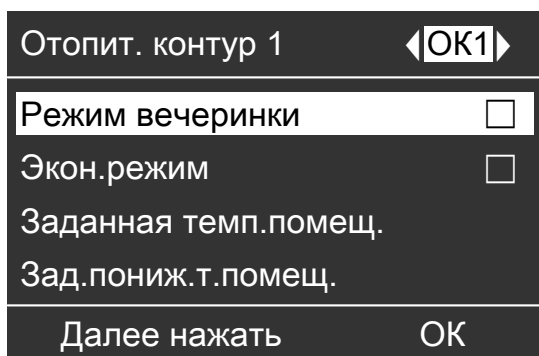 Отопит. контур 1 ОК1
Режим вечеринки
Экон.режим
Заданная темп.помещ.
Зад.пониж.т.помещ.
Далее нажать ОК